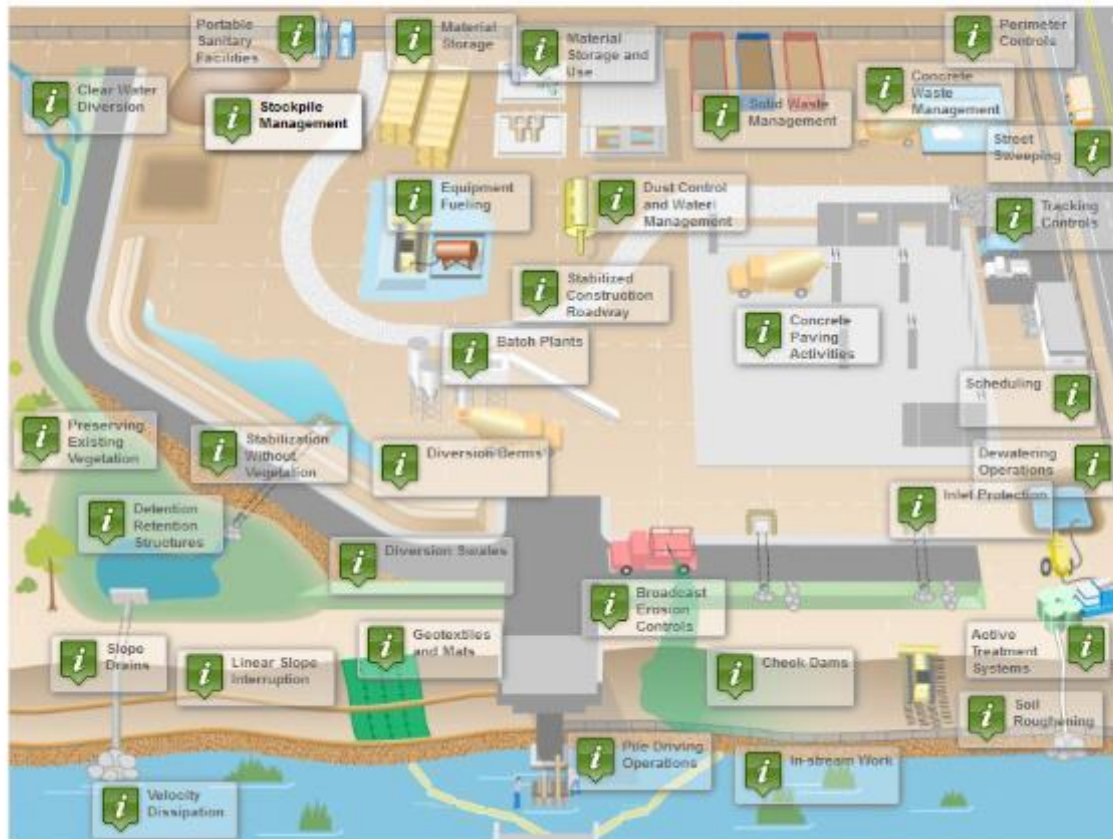 Portable
Sanitary
Facilities
Material
Storage
Material
Storage and
Use
Perimeter
Controls
Clear Water
Diversion
Stockpile
Management
Solid Waste
Management
Concrete
Waste
Management
Street
Sweeping
Equipment
Fueling
Dust Control
and Water
Management
Tracking
Controls
Stabilized
Construction
Roadway
Batch Plants
Concrete
Paving
Activities
Scheduling
Preserving
Existing
Vegetation
Stabilization
Without
Vegetation
Diversion Berms
Dewatering
Operations
Inlet Protection
Detention
Retention
Structures
Diversion Swales
Broadcast
Erosion
Controls
Slope
Drains
Linear Slope
Interruption
Geotextiles
and Mats
Check Dams
Active
Treatment
Systems
Soil
Roughening
Pile Driving
Operations
In-stream Work
Velocity
Dissipation